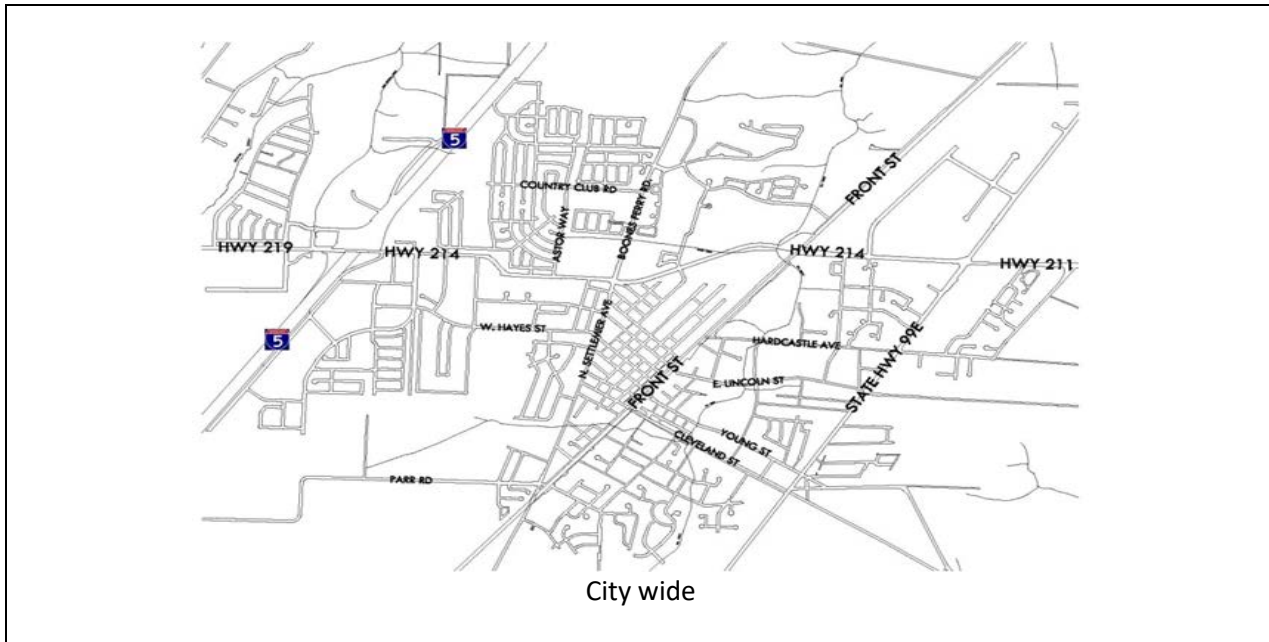 5
COUNTRY CLUB RD
FRONT ST
ASTOR WAY
BOONES FERRY RD.
HWY 219
HWY 214
HWY 214
HWY 211
5
W. HAYES ST
N. SETTLEMIER AVE
HARDCASTLE AVE
FRONT ST
E. LINCOLN ST
STATE HWY 99E
YOUNG ST
CLEVELAND ST
PARR RD
City wide